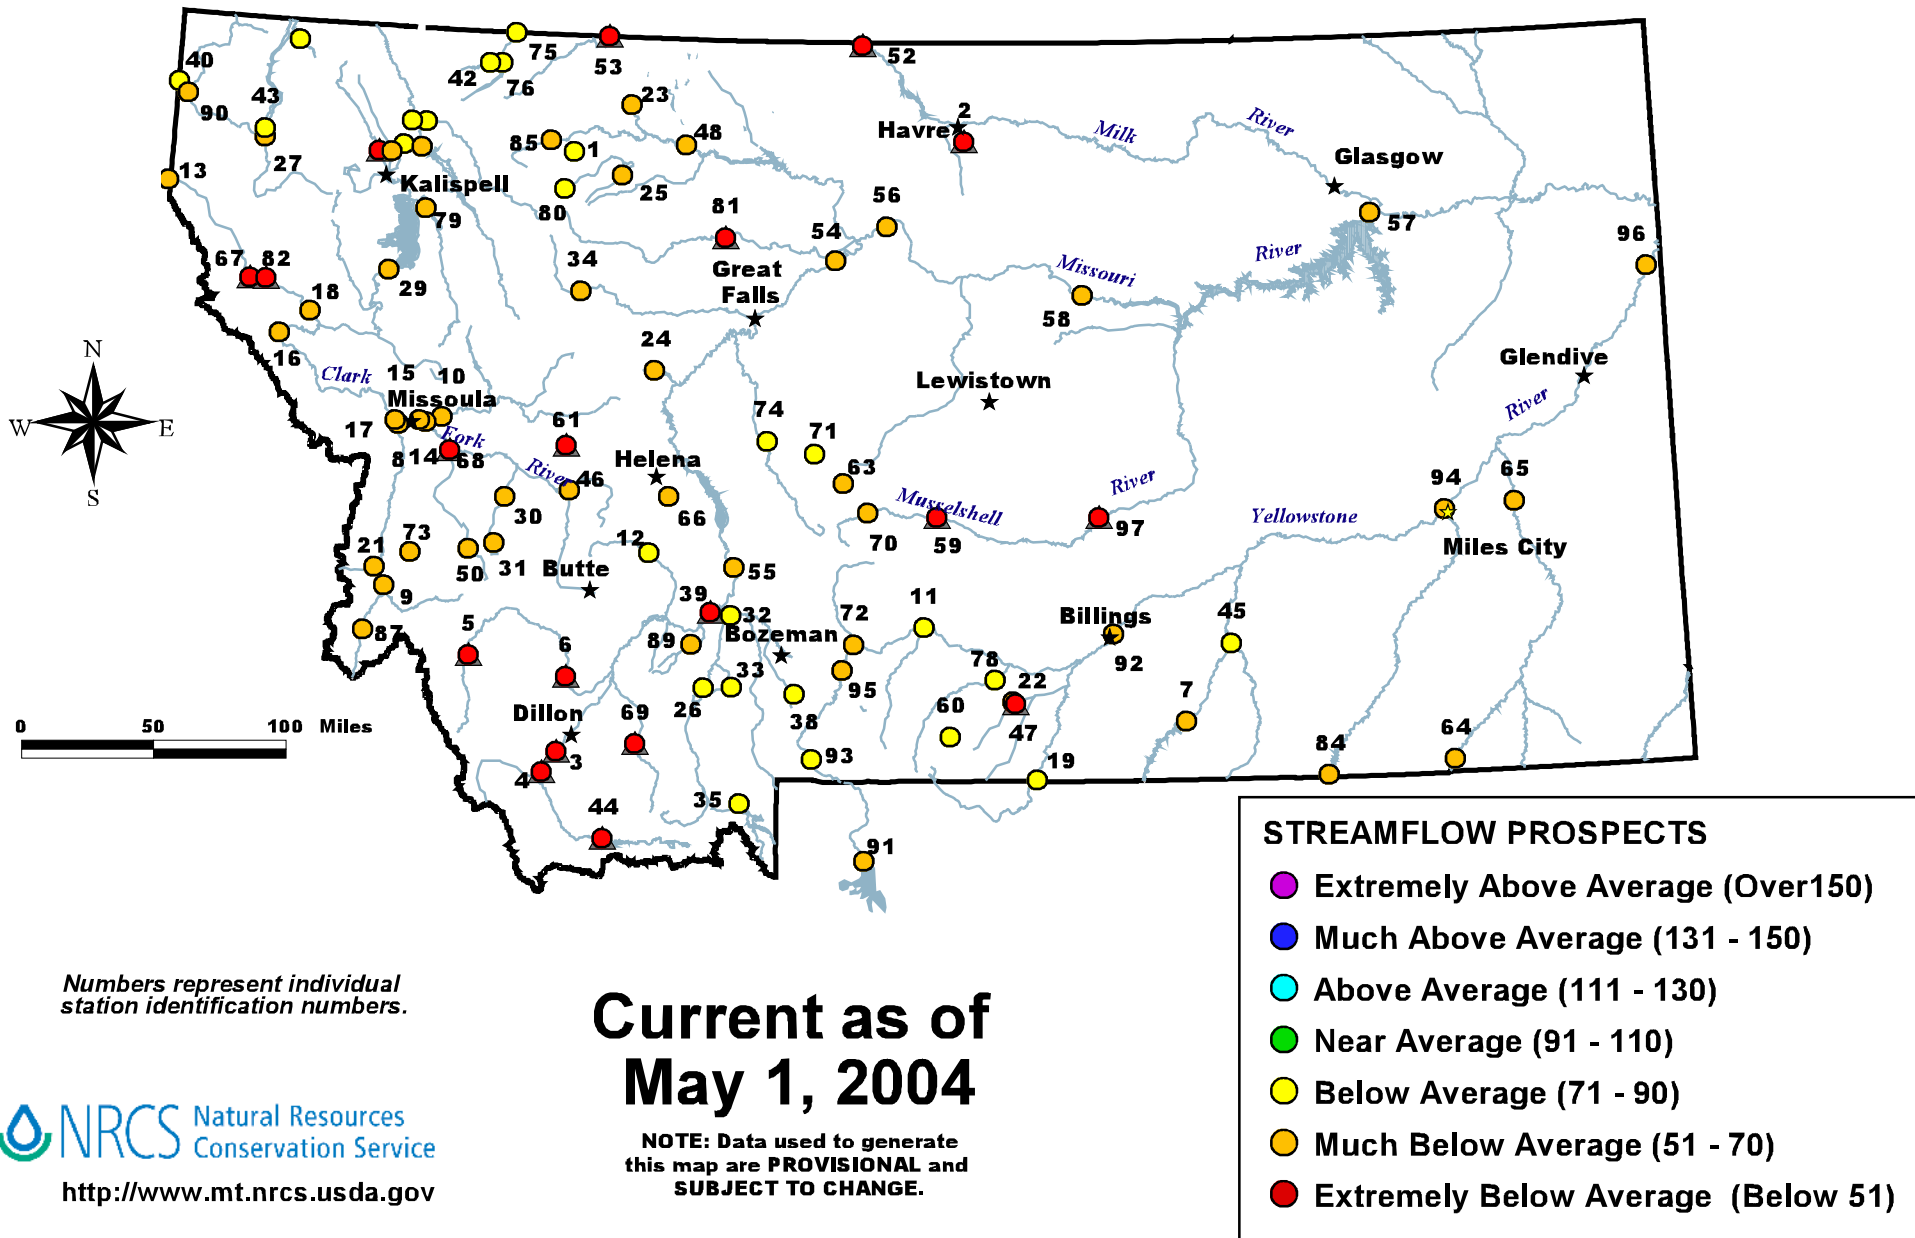 40
75
53
52
42
76
90
43
23
2
Havre
Milk
River
85
1
48
27
Glasgow
13
Kalispell
25
80
79
81
56
57
54
96
67
82
34
Great
Falls
River
Missouri
29
18
58
16
24
N
W
E
S
Clark
15
10
Missoula
Lewistown
Glendive
River
17
61
74
71
Fork
8
14
68
River
46
Helena
63
94
65
30
66
Musselshell
River
Yellowstone
97
70
59
Miles City
21
73
12
50
31
Butte
55
9
39
32
11
Billings
45
87
5
6
89
Bozeman
72
92
33
78
22
7
95
26
38
60
47
Dillon
69
0
50
100
Miles
3
4
93
19
84
64
44
35
91
STREAMFLOW PROSPECTS
Extremely Above Average (Over150)
Much Above Average (131 - 150)
Above Average (111 - 130)
Near Average (91 - 110)
Below Average (71 - 90)
Much Below Average (51 - 70)
Extremely Below Average (Below 51)
Numbers represent individual
station identification numbers.
Current as of
May 1, 2004
NOTE: Data used to generate
this map are PROVISIONAL and
SUBJECT TO CHANGE.
NRCS
Natural Resources
Conservation Service
http://www.mt.nrcs.usda.gov